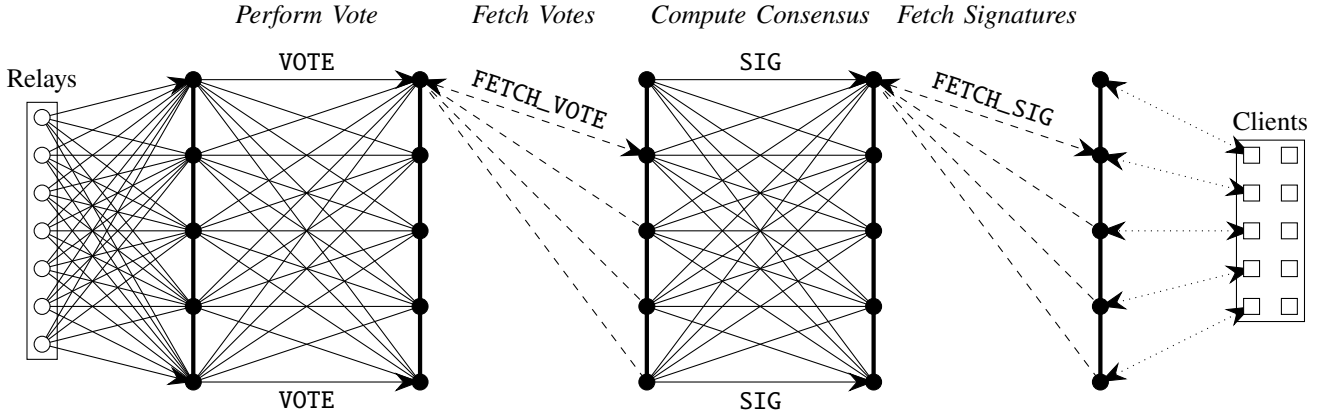 Perform Vote
Fetch Votes
Compute Consensus
Fetch Signatures
Relays
VOTE
FETCH_VOTE
SIG
FETCH_SIG
Clients
VOTE
SIG